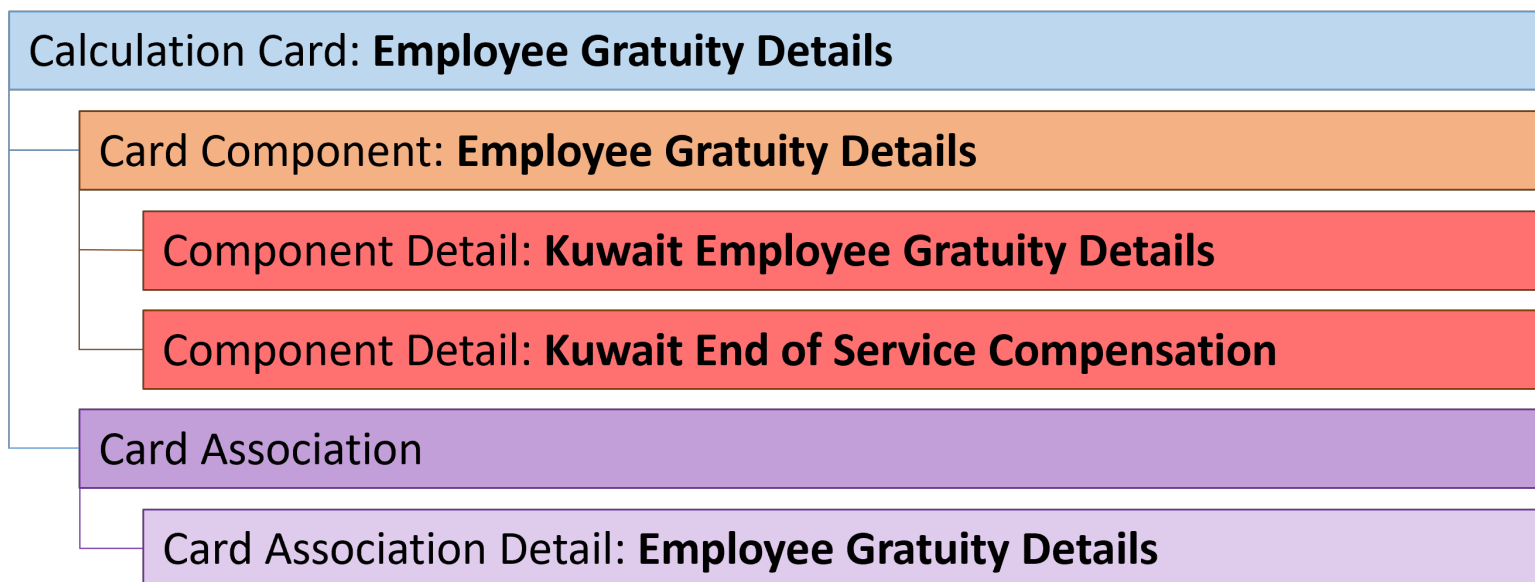 Calculation Card: Employee Gratuity Details
Card Component: Employee Gratuity Details
Component Detail: Kuwait Employee Gratuity Details
Component Detail: Kuwait End of Service Compensation
Card Association
Card Association Detail: Employee Gratuity Details